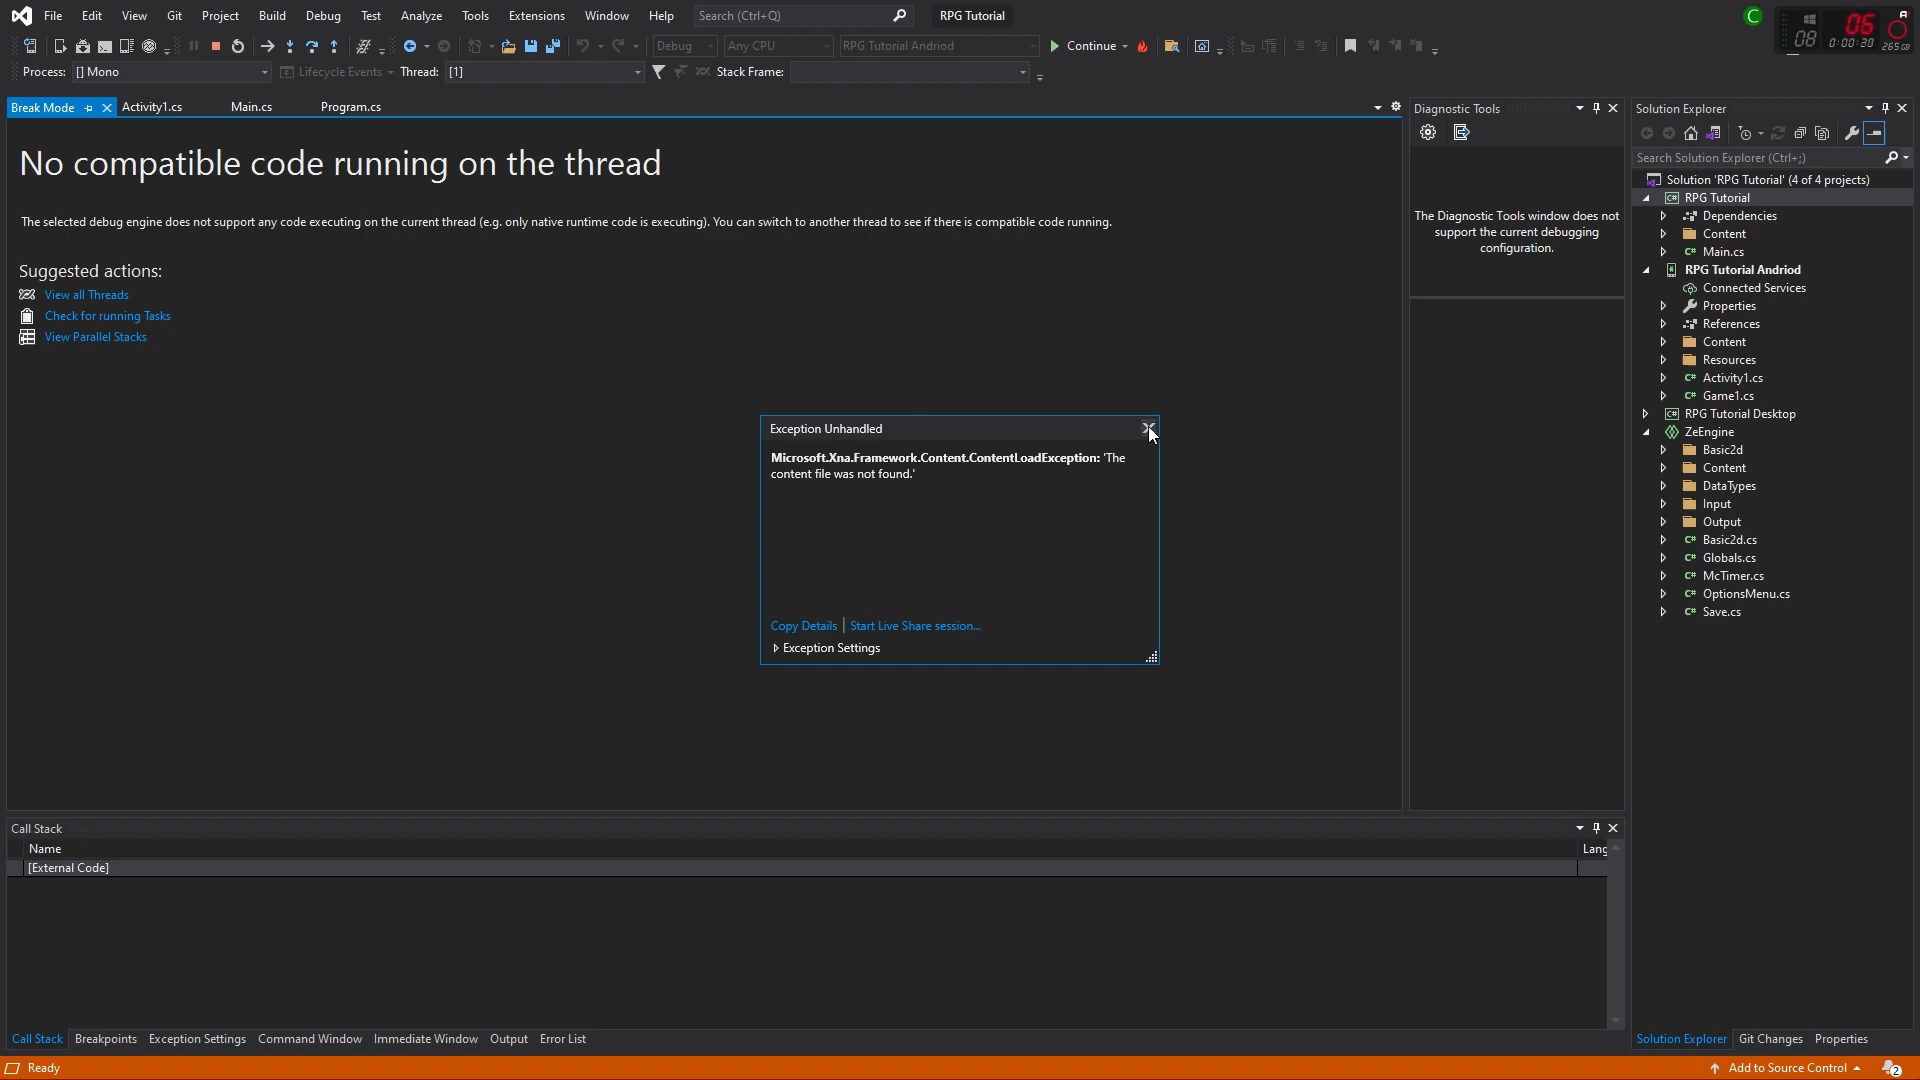 File Edit View Git Project Build Debug Test Analyze Tools Extensions Window Help Search (Ctrl+Q) RPG Tutorial
Debug Any CPU RPG Tutorial Andriod Continue
08 06 0:00:20 265GB
Process: [] Mono Lifecycle Events Thread: [1] Stack Frame:
Break Mode Activity1.cs Main.cs Program.cs
No compatible code running on the thread
The selected debug engine does not support any code executing on the current thread (e.g. only native runtime code is executing). You can switch to another thread to see if there is compatible code running.
Suggested actions:
View all Threads
Check for running Tasks
View Parallel Stacks
Exception Unhandled
Microsoft.Xna.Framework.Content.ContentLoadException: 'The
content file was not found.'
Copy Details | Start Live Share session...
Exception Settings
Diagnostic Tools
The Diagnostic Tools window does not
support the current debugging
configuration.
Solution Explorer
Search Solution Explorer (Ctrl+;)
Solution 'RPG Tutorial' (4 of 4 projects)
RPG Tutorial
Dependencies
Content
Main.cs
RPG Tutorial Andriod
Connected Services
Properties
References
Content
Resources
Activity1.cs
Game1.cs
RPG Tutorial Desktop
ZeEngine
Basic2d
Content
DataTypes
Input
Output
Basic2d.cs
Globals.cs
McTimer.cs
OptionsMenu.cs
Save.cs
Call Stack
Name Lang
[External Code]
Call Stack Breakpoints Exception Settings Command Window Immediate Window Output Error List
Solution Explorer Git Changes Properties
Ready
Add to Source Control 2